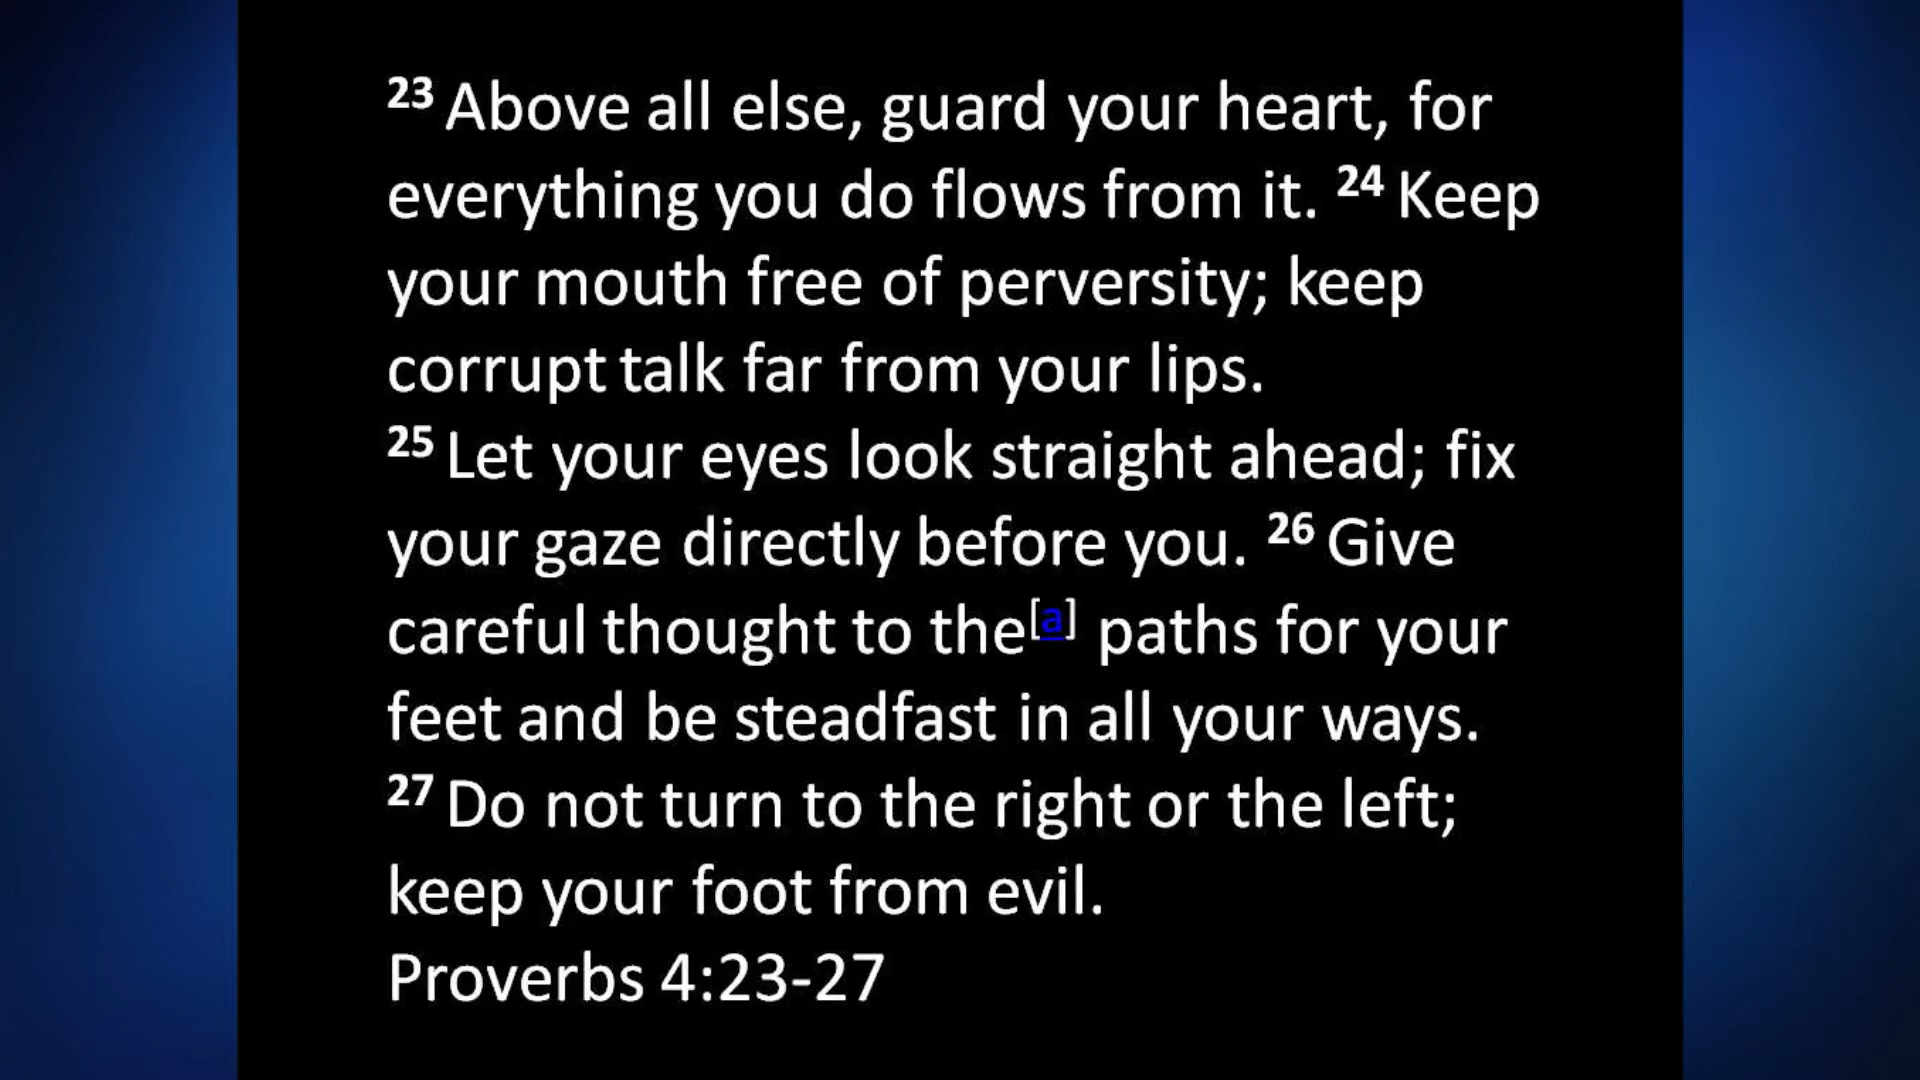 23 Above all else, guard your heart, for
everything you do flows from it. 24 Keep
your mouth free of perversity; keep
corrupt talk far from your lips.
25 Let your eyes look straight ahead; fix
your gaze directly before you. 26 Give
careful thought to the[a] paths for your
feet and be steadfast in all your ways.
27 Do not turn to the right or the left;
keep your foot from evil.
Proverbs 4:23-27